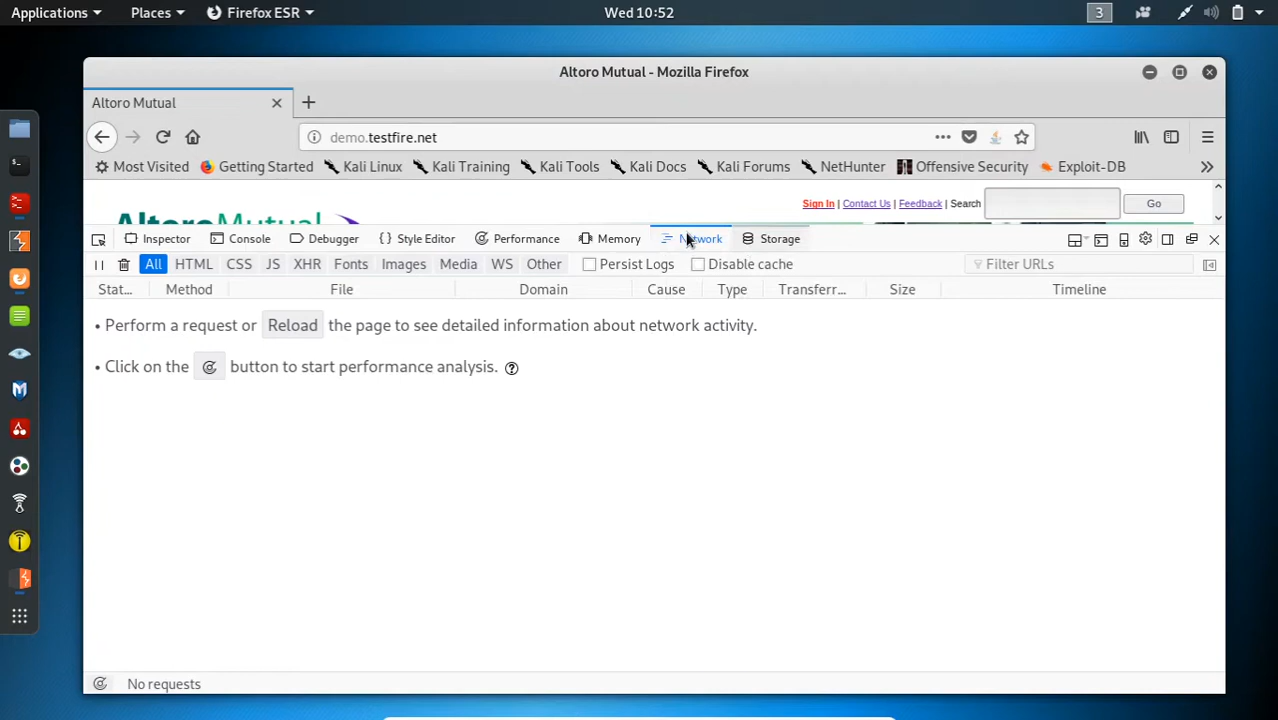 Applications Places Firefox ESR Wed 10:52 3
Altoro Mutual - Mozilla Firefox
Altoro Mutual
demo.testfire.net
Most Visited Getting Started Kali Linux Kali Training Kali Tools Kali Docs Kali Forums NetHunter Offensive Security Exploit-DB
AltoroMutual Sign In | Contact Us | Feedback | Search Go
Inspector Console Debugger Style Editor Performance Memory Network Storage
All HTML CSS JS XHR Fonts Images Media WS Other Persist Logs Disable cache Filter URLs
Stat... Method File Domain Cause Type Transferr... Size Timeline
• Perform a request or Reload the page to see detailed information about network activity.
• Click on the button to start performance analysis.
No requests